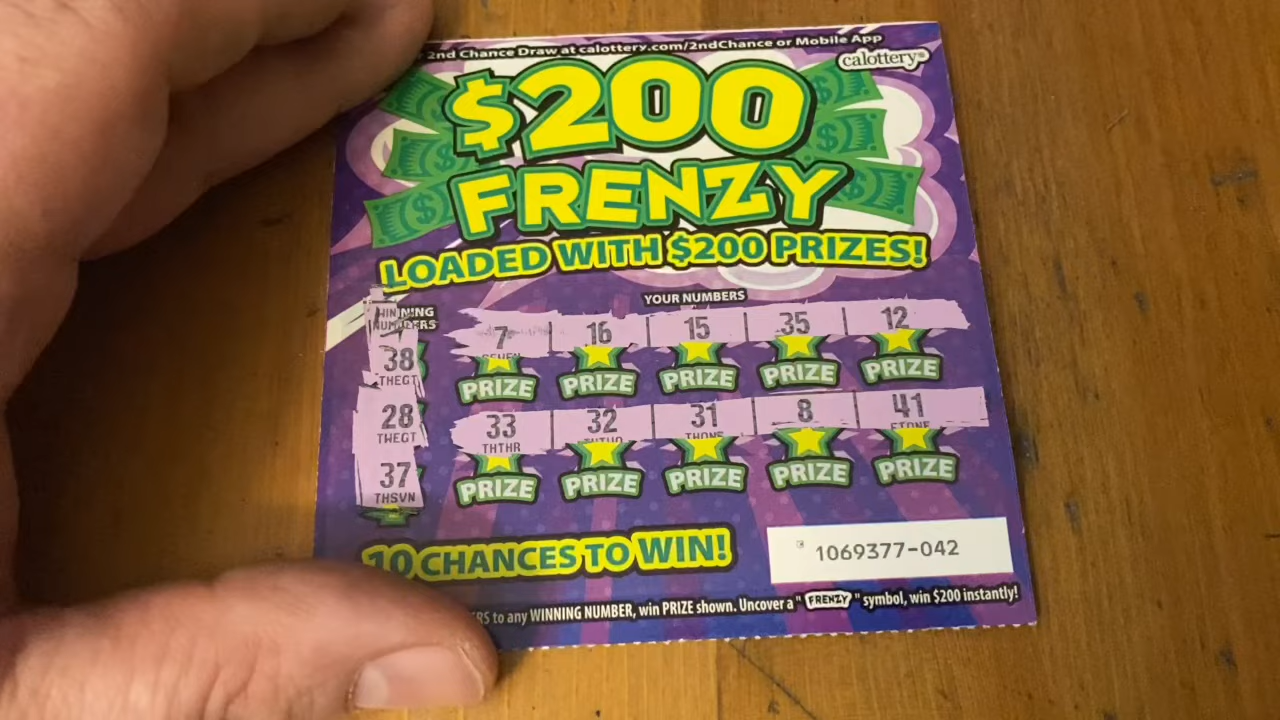 2nd Chance Draw at calottery.com/2ndChance or Mobile App
calottery
$200
FRENZY
LOADED WITH $200 PRIZES!
YOUR NUMBERS
WINNING
NUMBERS
7 16 15 35 12
PRIZE PRIZE PRIZE PRIZE PRIZE
38
THEGT
28
TWEGT
37
THSVN
33 32 31 8 41
THTHR
PRIZE PRIZE PRIZE PRIZE PRIZE
10 CHANCES TO WIN!
1069377-042
to any WINNING NUMBER, win PRIZE shown. Uncover a "FRENZY" symbol, win $200 instantly!